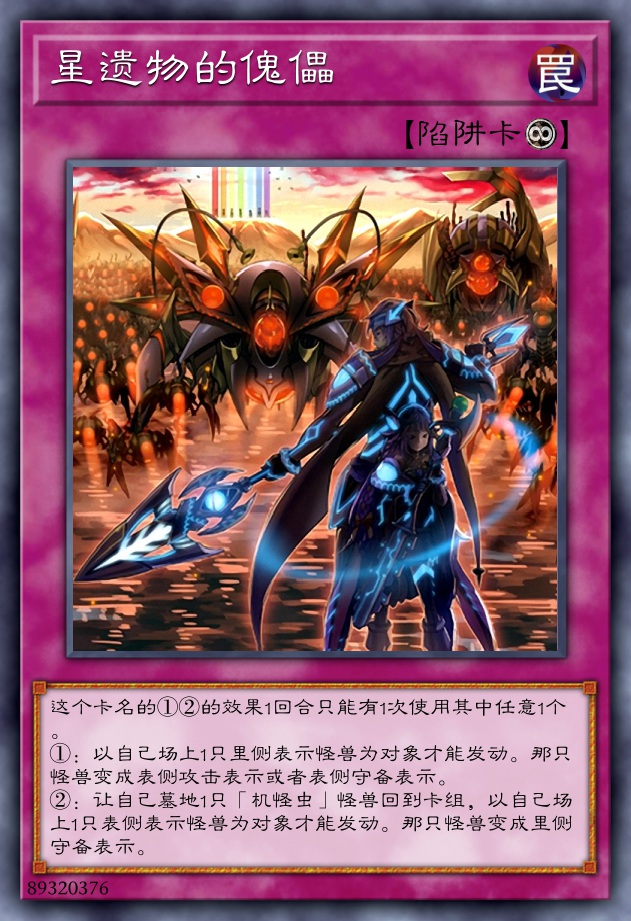 星遗物的傀儡
罠
【陷阱卡♾】
这个卡名的①②的效果1回合只能有1次使用其中任意1个
。
①：以自己场上1只里侧表示怪兽为对象才能发动。那只
怪兽变成表侧攻击表示或者表侧守备表示。
②：让自己墓地1只「机怪虫」怪兽回到卡组，以自己场
上1只表侧表示怪兽为对象才能发动。那只怪兽变成里侧
守备表示。
89320376